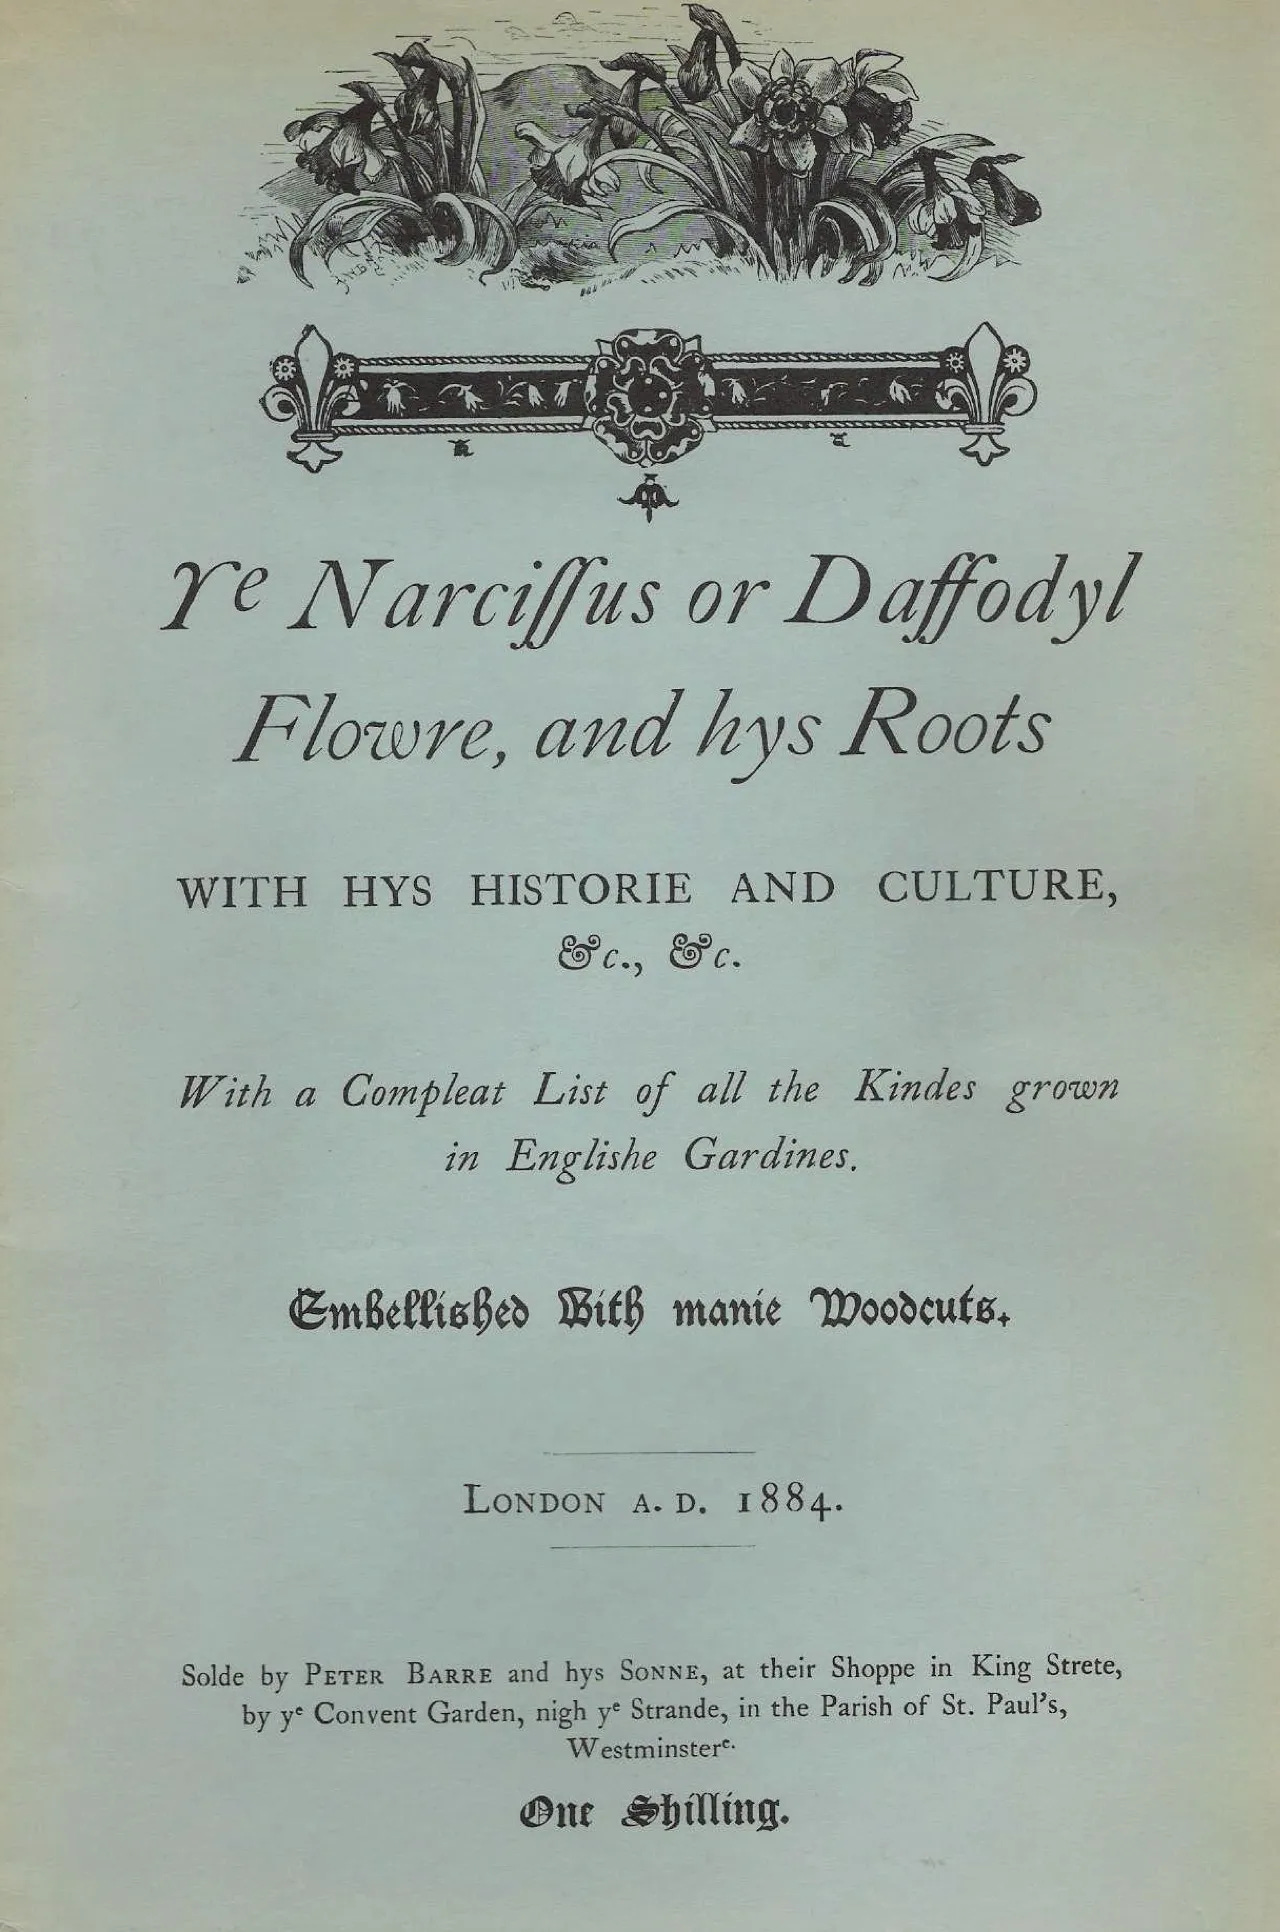 Ye Narciſſus or Daffodyl
Flowre, and hys Roots
WITH HYS HISTORIE AND CULTURE,
&c., &c.
With a Compleat List of all the Kindes grown
in Englishe Gardines.
Embellished With manie Woodcuts.
LONDON A. D. 1884.
Solde by PETER BARRE and hys SONNE, at their Shoppe in King Strete,
by yᵉ Convent Garden, nigh yᵉ Strande, in the Parish of St. Paul's,
Westminsterᵉ.
One Shilling.